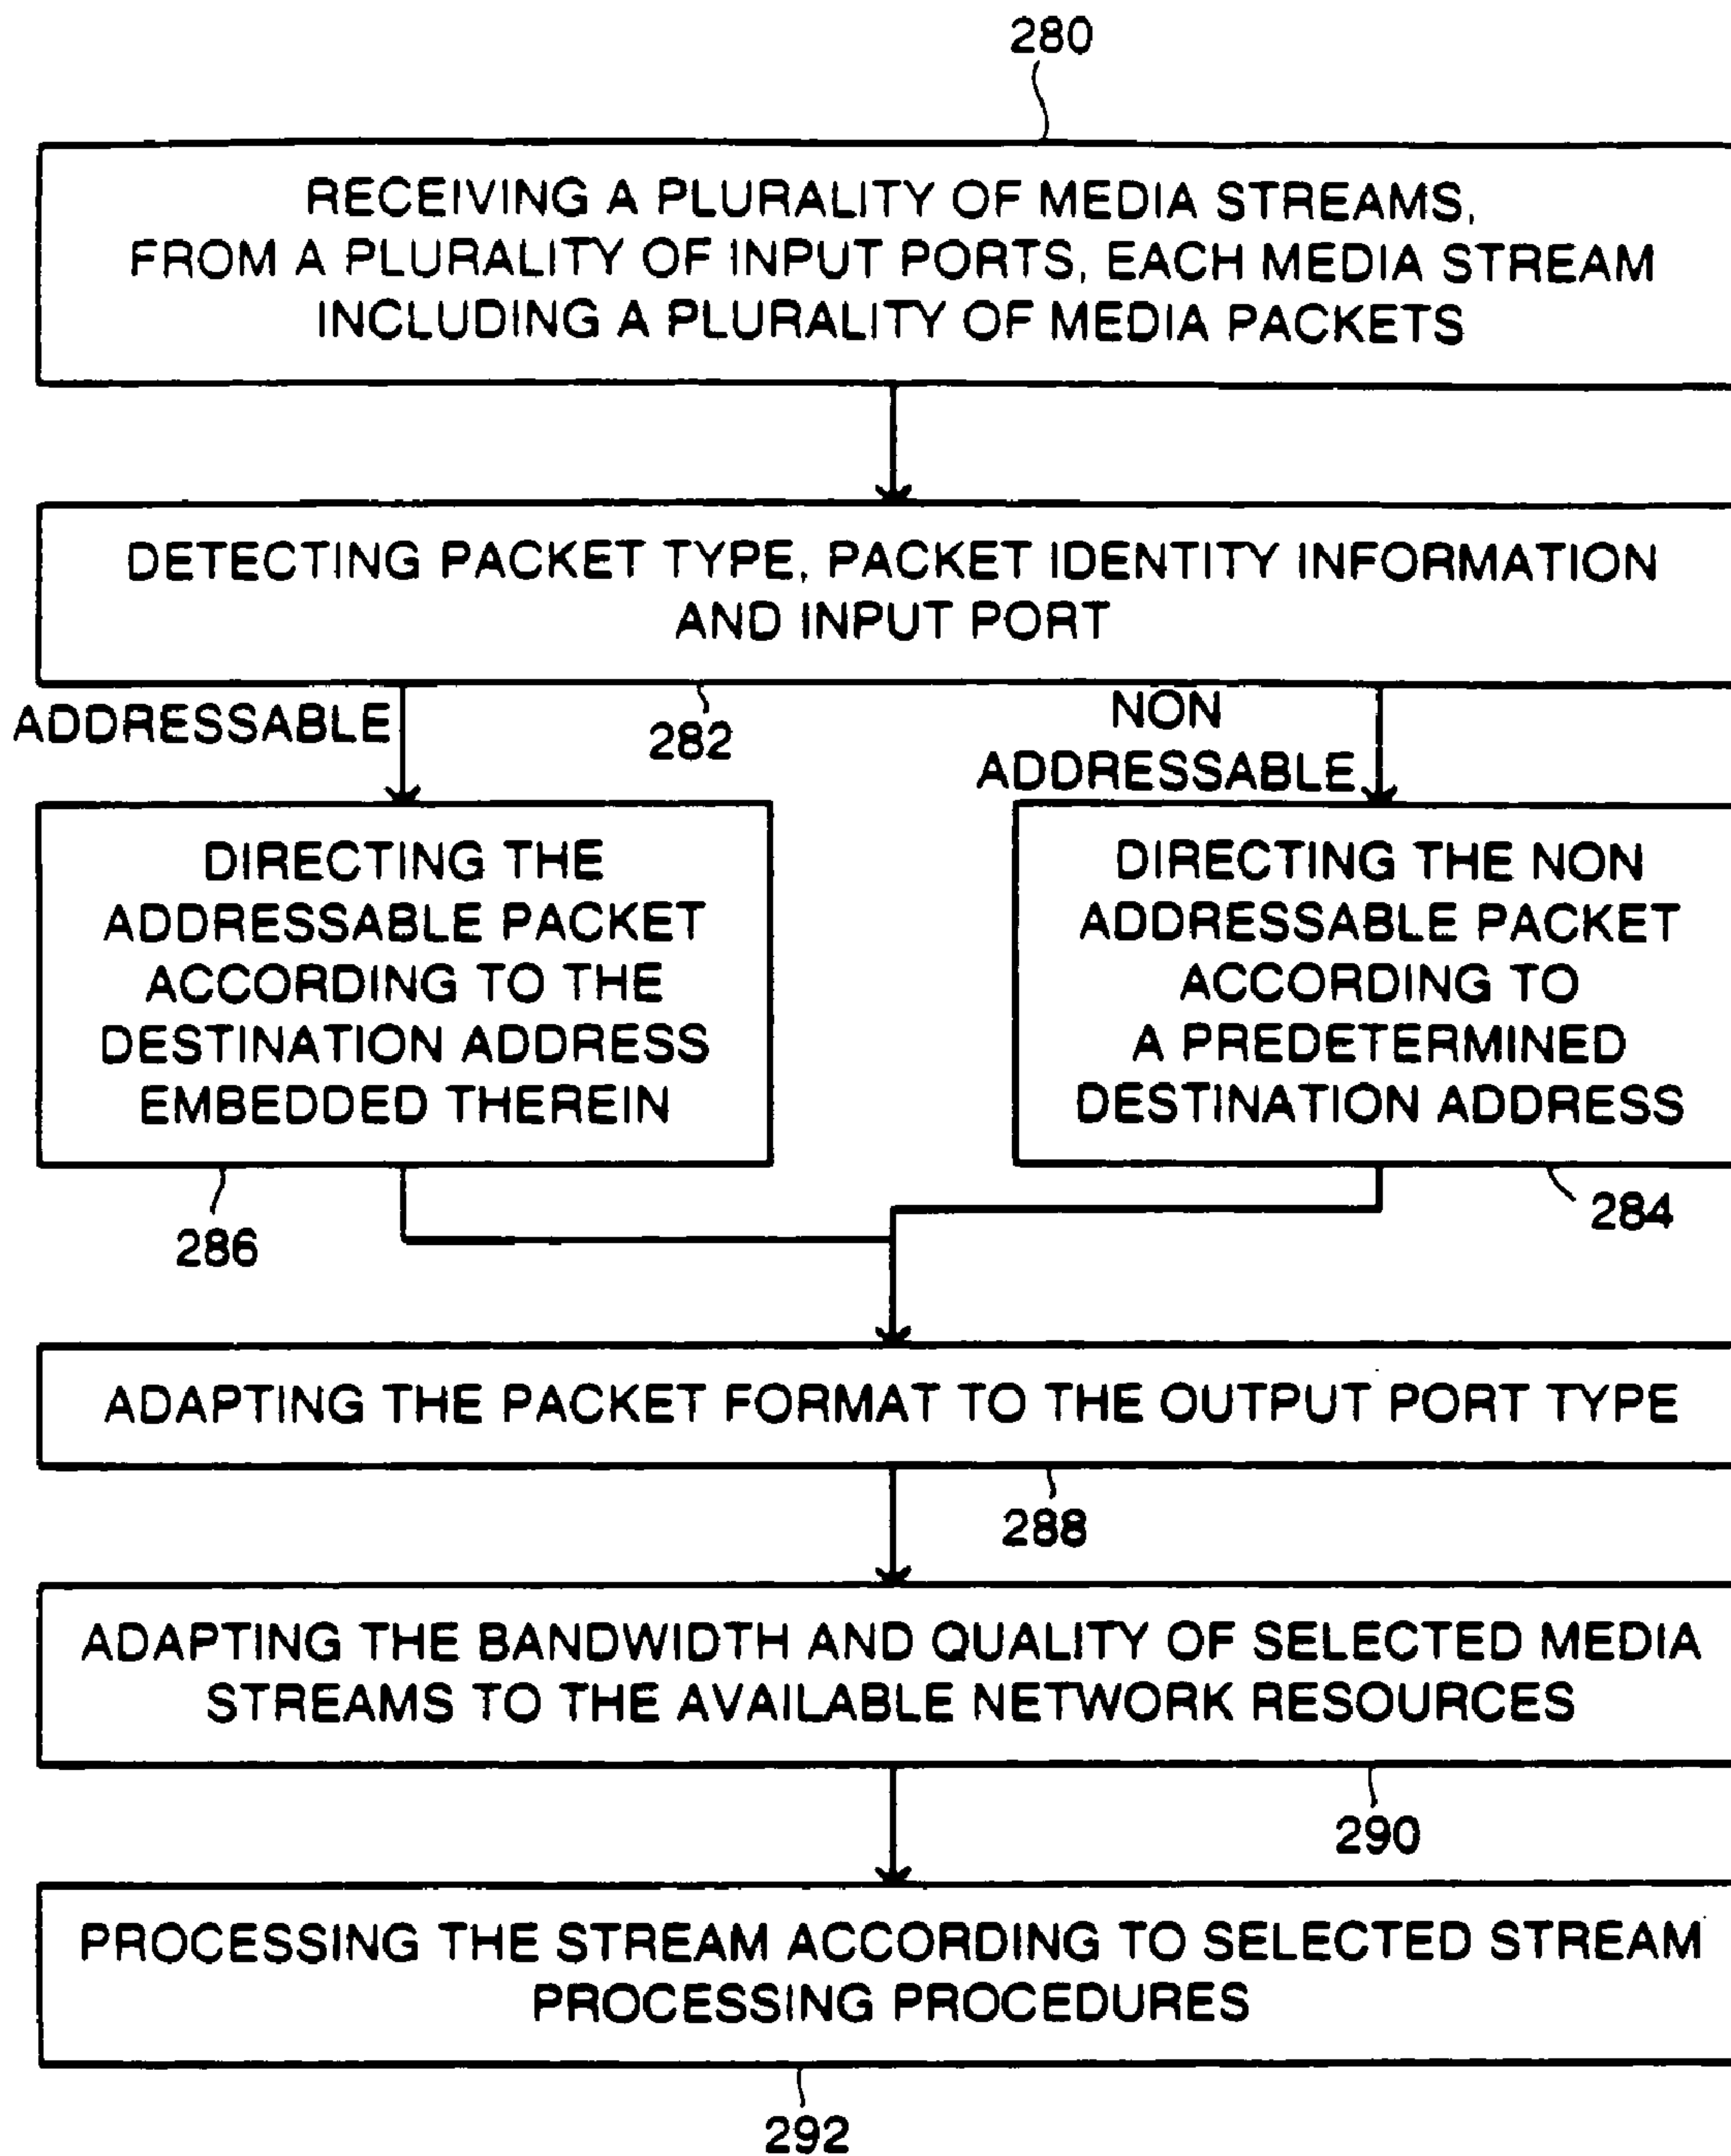 280
RECEIVING A PLURALITY OF MEDIA STREAMS,
FROM A PLURALITY OF INPUT PORTS, EACH MEDIA STREAM
INCLUDING A PLURALITY OF MEDIA PACKETS
DETECTING PACKET TYPE, PACKET IDENTITY INFORMATION
AND INPUT PORT
282
ADDRESSABLE
NON
ADDRESSABLE
DIRECTING THE
ADDRESSABLE PACKET
ACCORDING TO THE
DESTINATION ADDRESS
EMBEDDED THEREIN
286
DIRECTING THE NON
ADDRESSABLE PACKET
ACCORDING TO
A PREDETERMINED
DESTINATION ADDRESS
284
ADAPTING THE PACKET FORMAT TO THE OUTPUT PORT TYPE
288
ADAPTING THE BANDWIDTH AND QUALITY OF SELECTED MEDIA
STREAMS TO THE AVAILABLE NETWORK RESOURCES
290
PROCESSING THE STREAM ACCORDING TO SELECTED STREAM
PROCESSING PROCEDURES
292